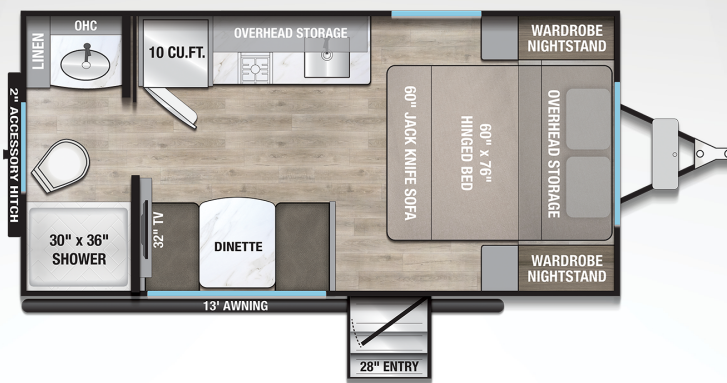 OHC
LINEN
10 CU.FT.
OVERHEAD STORAGE
WARDROBE
NIGHTSTAND
2" ACCESSORY HITCH
60" JACK KNIFE SOFA
60" x 76"
HINGED BED
OVERHEAD STORAGE
30" x 36"
SHOWER
32" TV
DINETTE
WARDROBE
NIGHTSTAND
13' AWNING
28" ENTRY